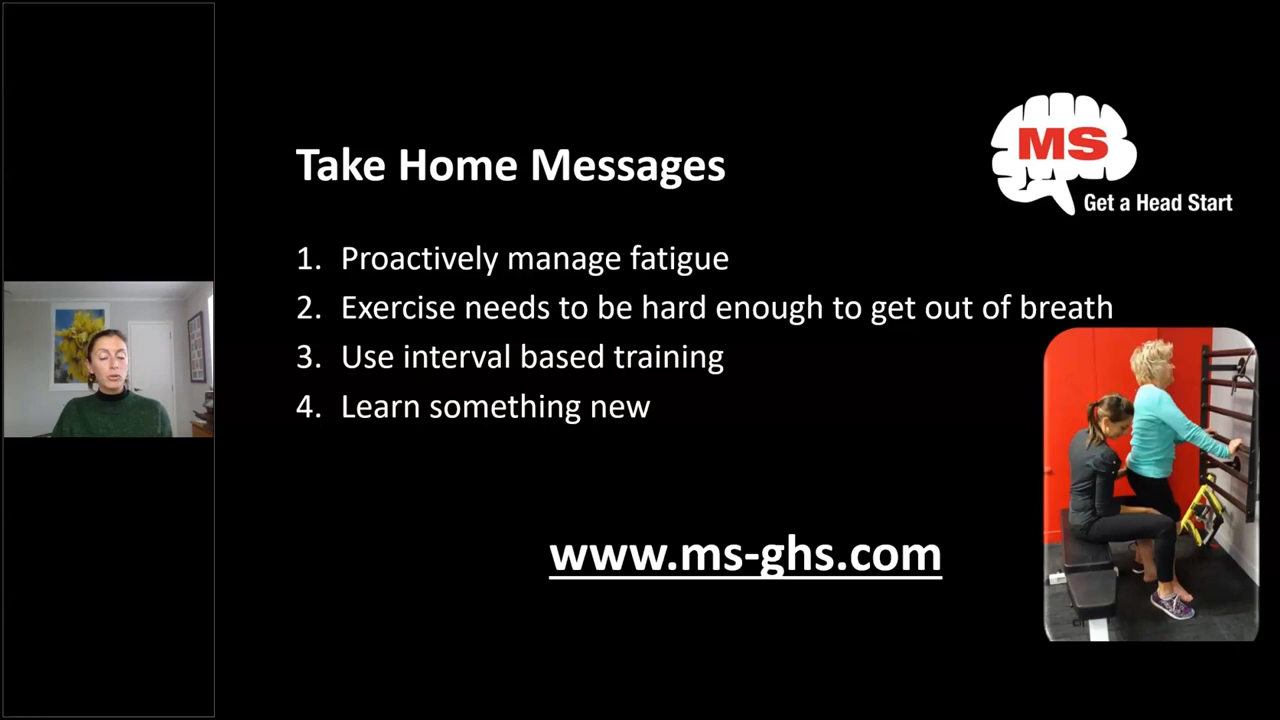 MS
Get a Head Start
Take Home Messages
1. Proactively manage fatigue
2. Exercise needs to be hard enough to get out of breath
3. Use interval based training
4. Learn something new
www.ms-ghs.com